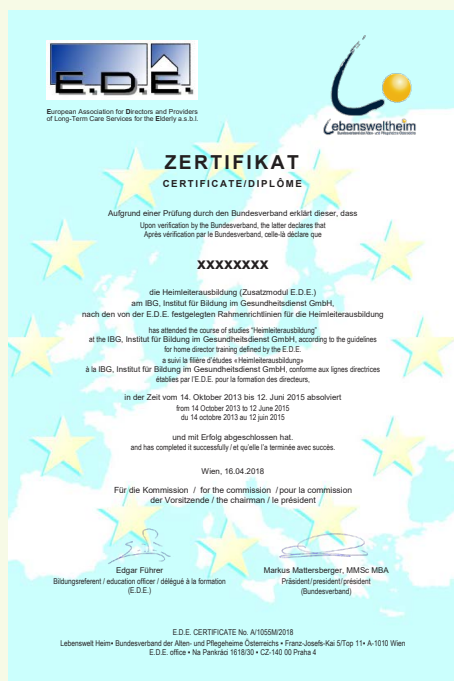 E.D.E.
European Association for Directors and Providers
of Long-Term Care Services for the Elderly a.s.b.l.
Lebensweltheim
Bundesverband der Alten- und Pflegeheime Österreichs
ZERTIFIKAT
CERTIFICATE/DIPLÔME
Aufgrund einer Prüfung durch den Bundesverband erklärt dieser, dass
Upon verification by the Bundesverband, the latter declares that
Après vérification par le Bundesverband, celle-là déclare que
xxxxxxxx
die Heimleiterausbildung (Zusatzmodul E.D.E.)
am IBG, Institut für Bildung im Gesundheitsdienst GmbH,
nach den von der E.D.E. festgelegten Rahmenrichtlinien für die Heimleiterausbildung
has attended the course of studies "Heimleiterausbildung"
at the IBG, Institut für Bildung im Gesundheitsdienst GmbH, according to the guidelines
for home director training defined by the E.D.E.
a suivi la filière d'études «Heimleiterausbildung»
à la IBG, Institut für Bildung im Gesundheitsdienst GmbH, conforme aux lignes directrices
établies par l'E.D.E. pour la formation des directeurs,
in der Zeit vom 14. Oktober 2013 bis 12. Juni 2015 absolviert
from 14 October 2013 to 12 June 2015
du 14 octobre 2013 au 12 juin 2015
und mit Erfolg abgeschlossen hat.
and has completed it successfully / et qu'elle l'a terminée avec succès.
Wien, 16.04.2018
Für die Kommission / for the commission / pour la commission
der Vorsitzende / the chairman / le président
Edgar Führer
Bildungsreferent / education officer / délégué à la formation
(E.D.E.)
Markus Mattersberger, MMSc MBA
Präsident/president/président
(Bundesverband)
E.D.E. CERTIFICATE No. A/1055M/2018
Lebenswelt Heim• Bundesverband der Alten- und Pflegeheime Österreichs • Franz-Josefs-Kai 5/Top 11• A-1010 Wien
E.D.E. office • Na Pankráci 1618/30 • CZ-140 00 Praha 4